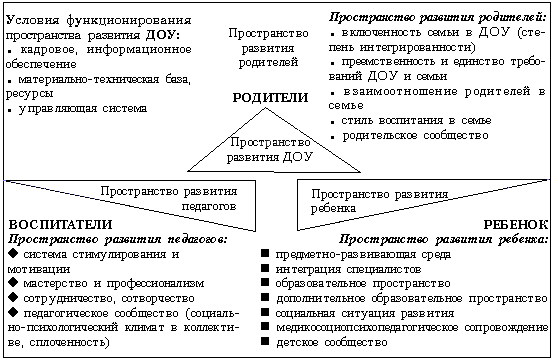 Условия функционирования
пространства развития ДОУ:
▪ кадровое, информационное
обеспечение
▪ материально-техническая база,
ресурсы
▪ управляющая система
Пространство
развития
родителей
РОДИТЕЛИ
Пространство развития родителей:
▪ включенность семьи в ДОУ (сте-
пень интегрированности)
▪ преемственность и единство требо-
ваний ДОУ и семьи
▪ взаимоотношение родителей в
семье
▪ стиль воспитания в семье
▪ родительское сообщество
Пространство
развития ДОУ
Пространство развития
педагогов
Пространство развития
ребенка
ВОСПИТАТЕЛИ
Пространство развития педагогов:
◆ система стимулирования и
мотивации
◆ мастерство и профессионализм
◆ сотрудничество, сотворчество
◆ педагогическое сообщество (социаль-
но-психологический климат в коллекти-
ве, сплоченность)
РЕБЕНОК
Пространство развития ребенка:
■ предметно-развивающая среда
■ интеграция специалистов
■ образовательное пространство
■ дополнительное образовательное пространство
■ социальная ситуация развития
■ медикосоциопсихопедагогическое сопровождение
■ детское сообщество